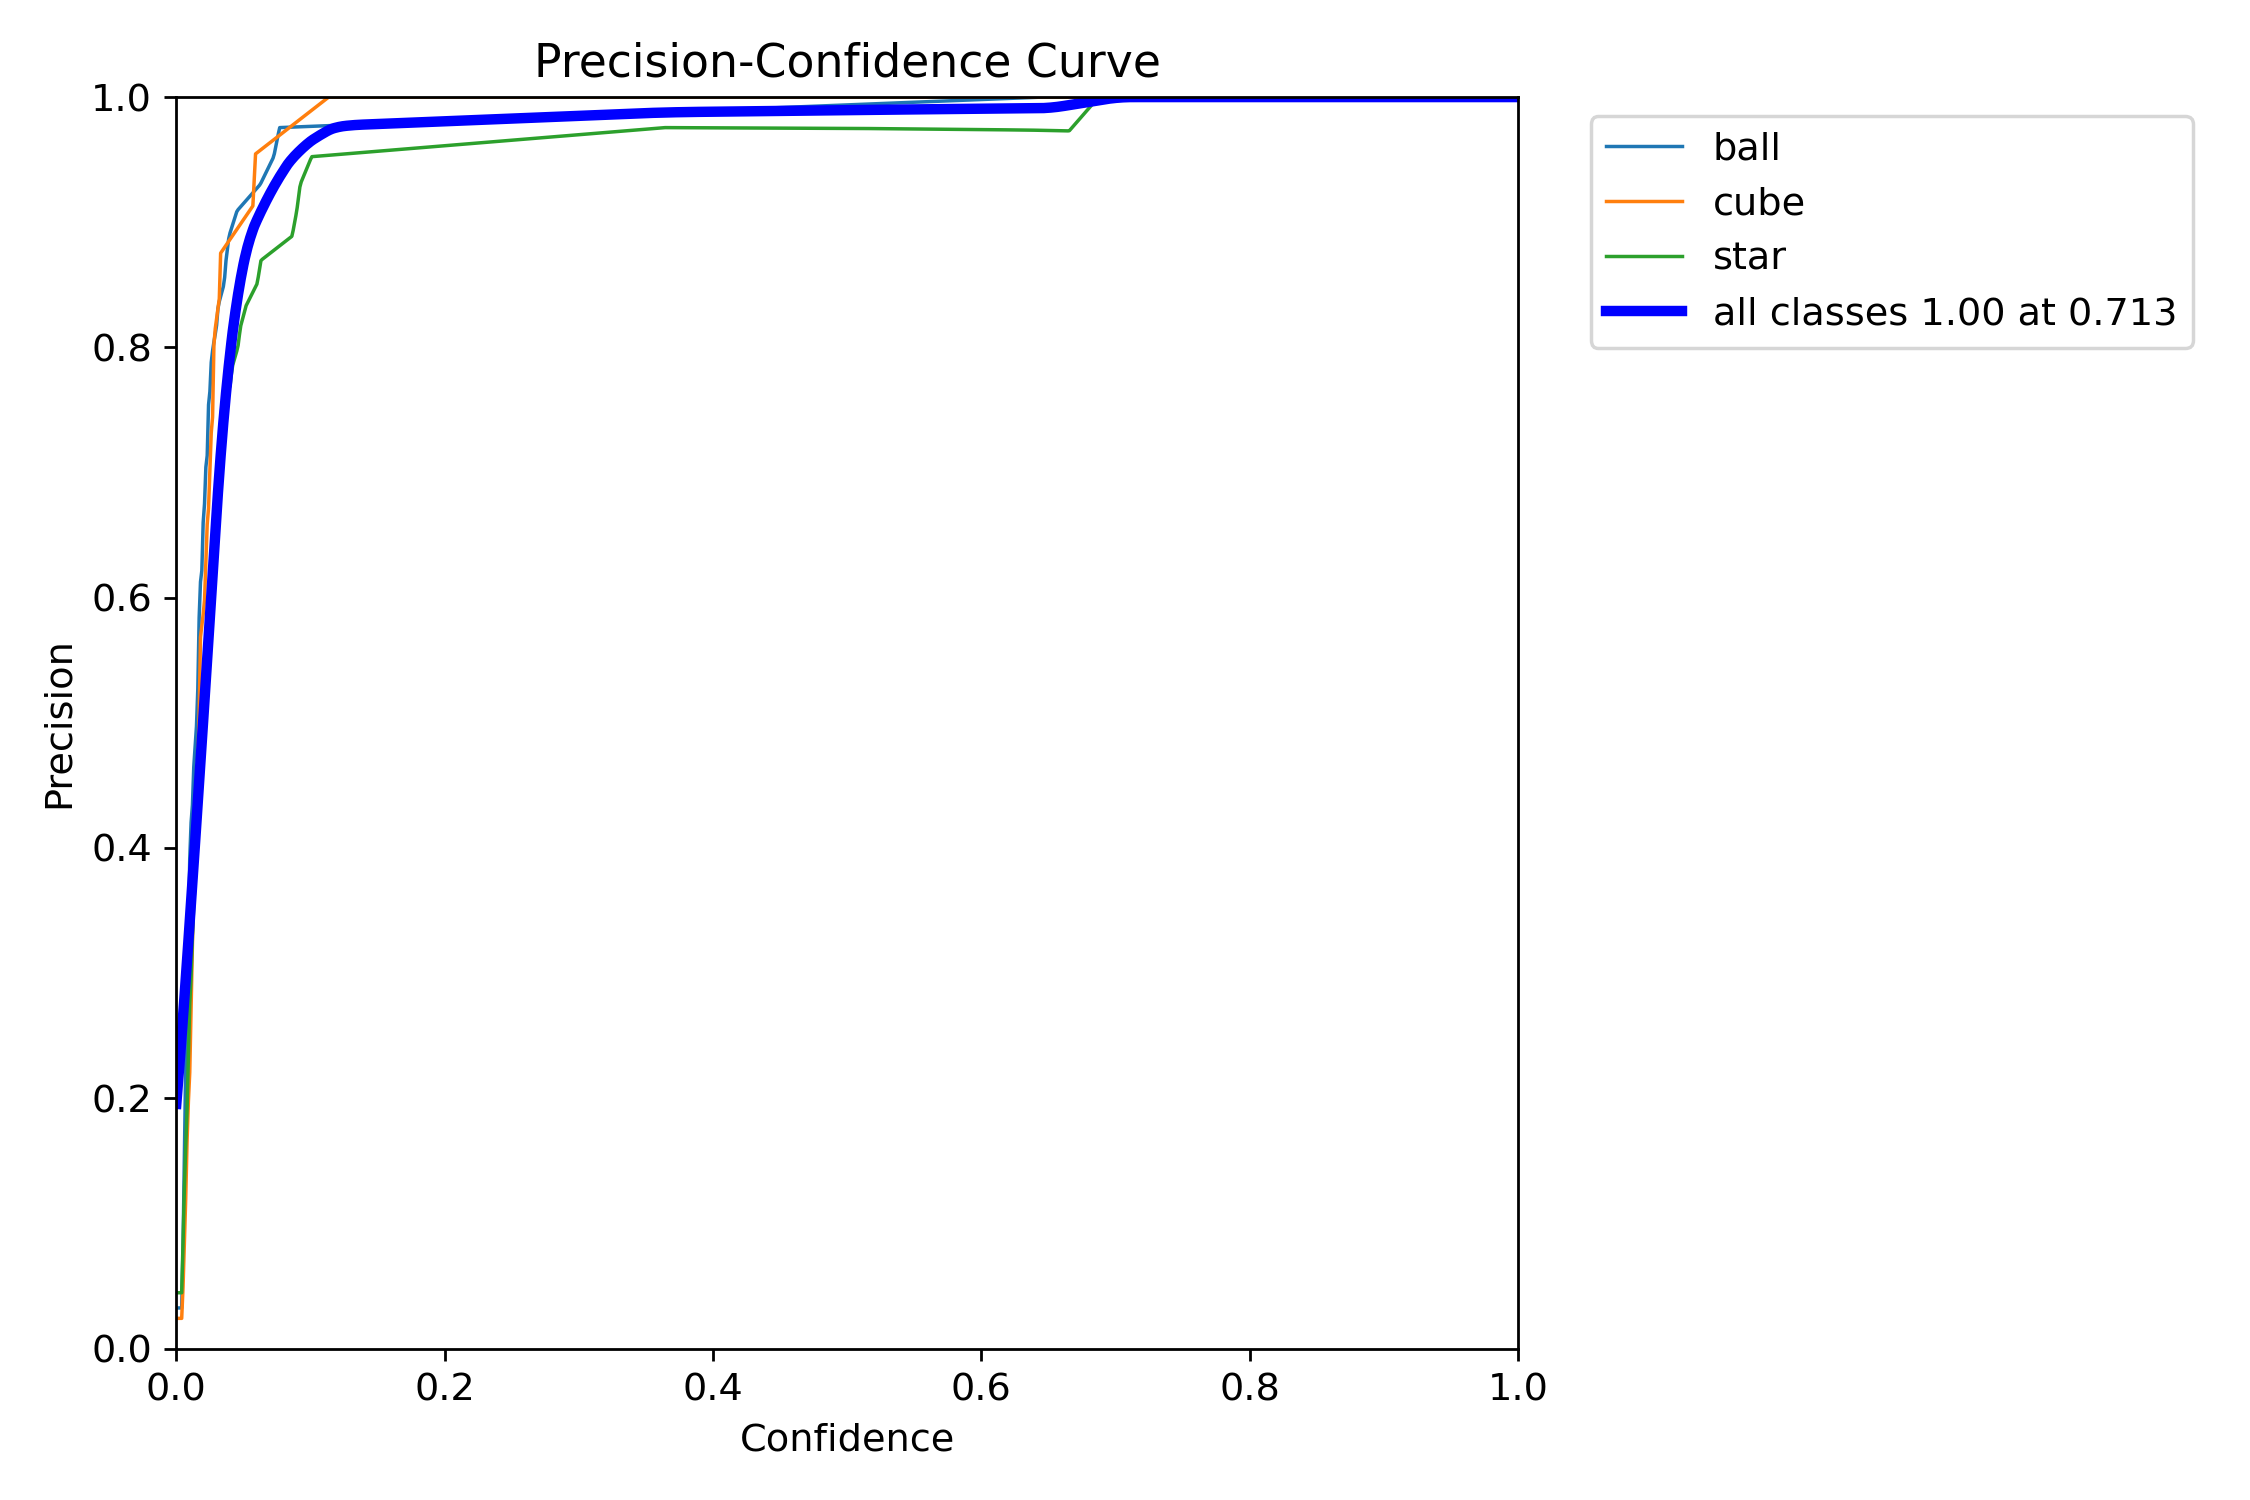 Precision-Confidence Curve
1.0
0.8
0.6
0.4
0.2
0.0
Precision
0.0 0.2 0.4 0.6 0.8 1.0
Confidence
ball
cube
star
all classes 1.00 at 0.713